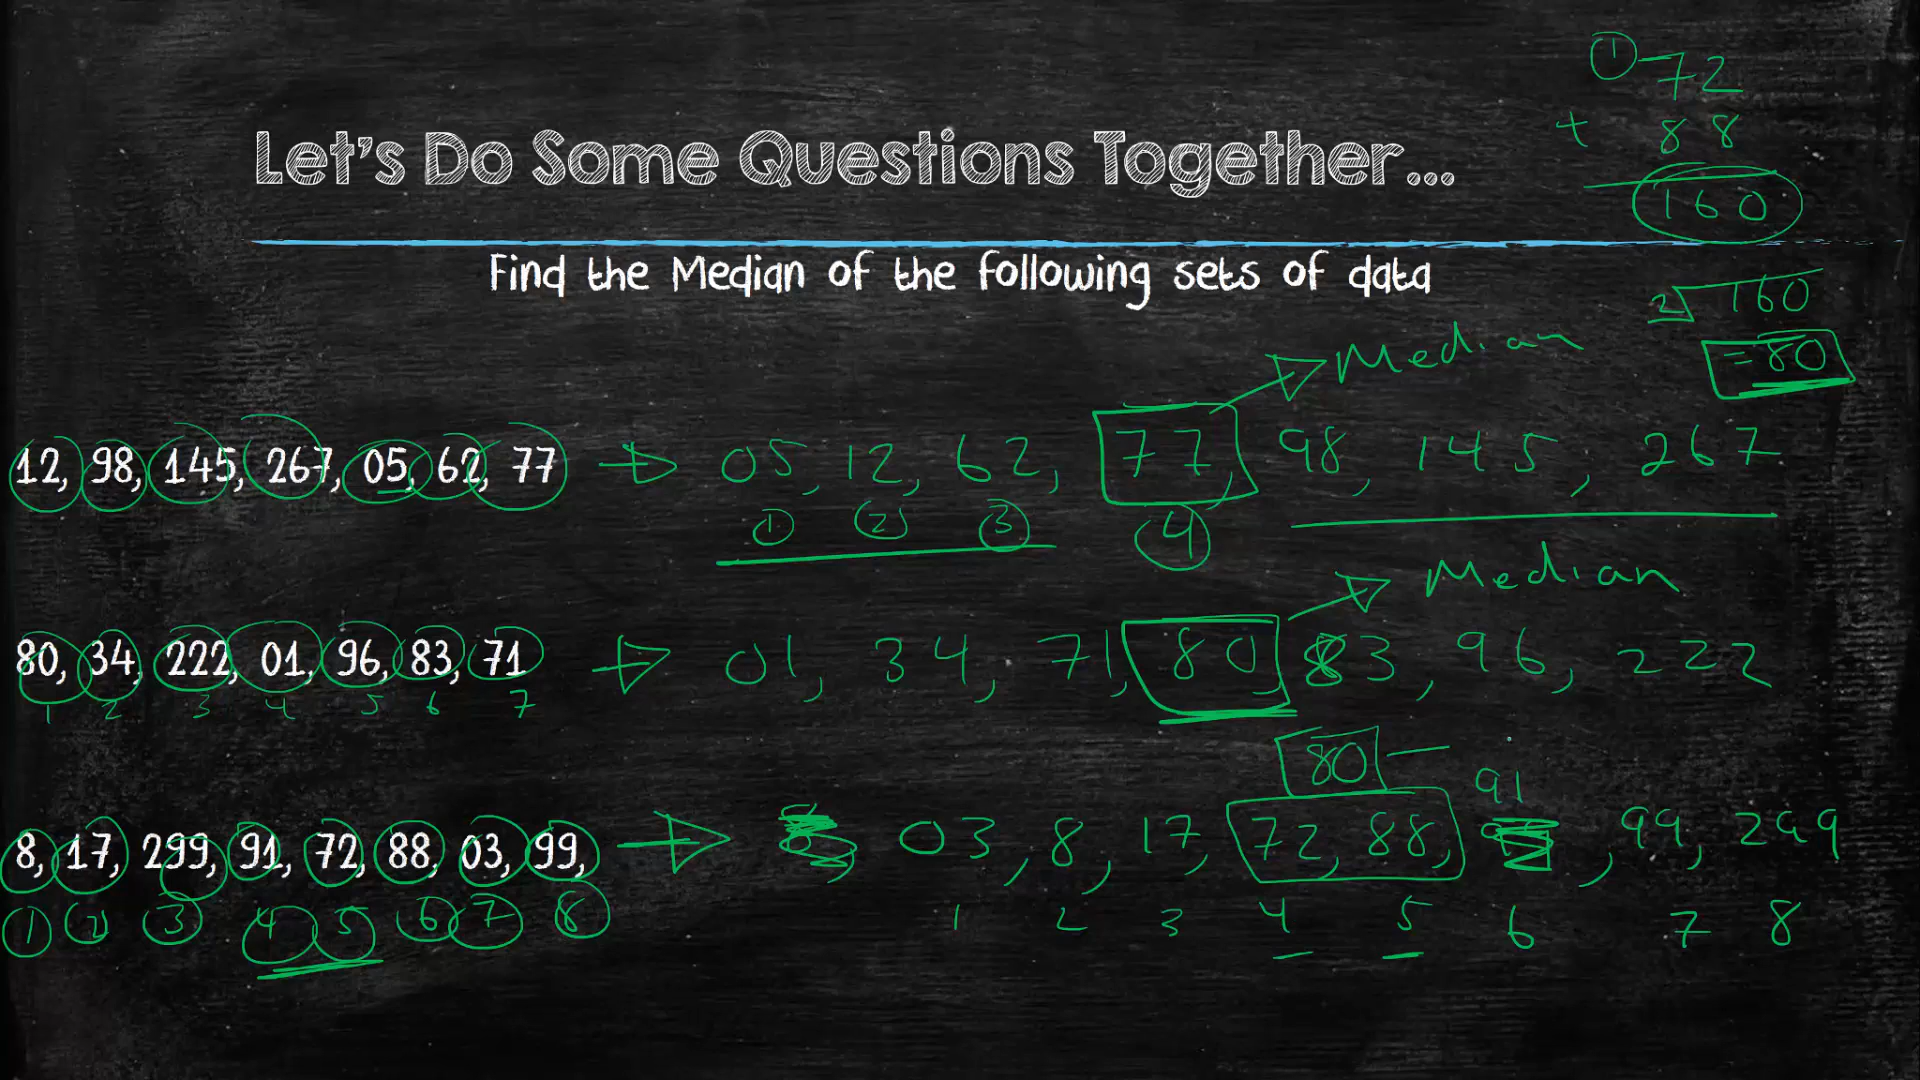 ① 72
+ 88
160
Let's Do Some Questions Together...
Find the Median of the following sets of data
2 160
= 80
Median
12, 98, 145, 267, 05, 62, 77 → 05, 12, 62, 77, 98, 145, 267
① ② ③ ④
Median
80, 34, 222, 01, 96, 83, 71 → 01, 34, 71, 80, 83, 96, 222
1 2 3 4 5 6 7
80 —
91
8, 17, 299, 91, 72, 88, 03, 99, → 03, 8, 17, 72, 88, , 99, 299
① ② ③ ④ ⑤ ⑥ ⑦ ⑧ 1 2 3 4 5 6 7 8